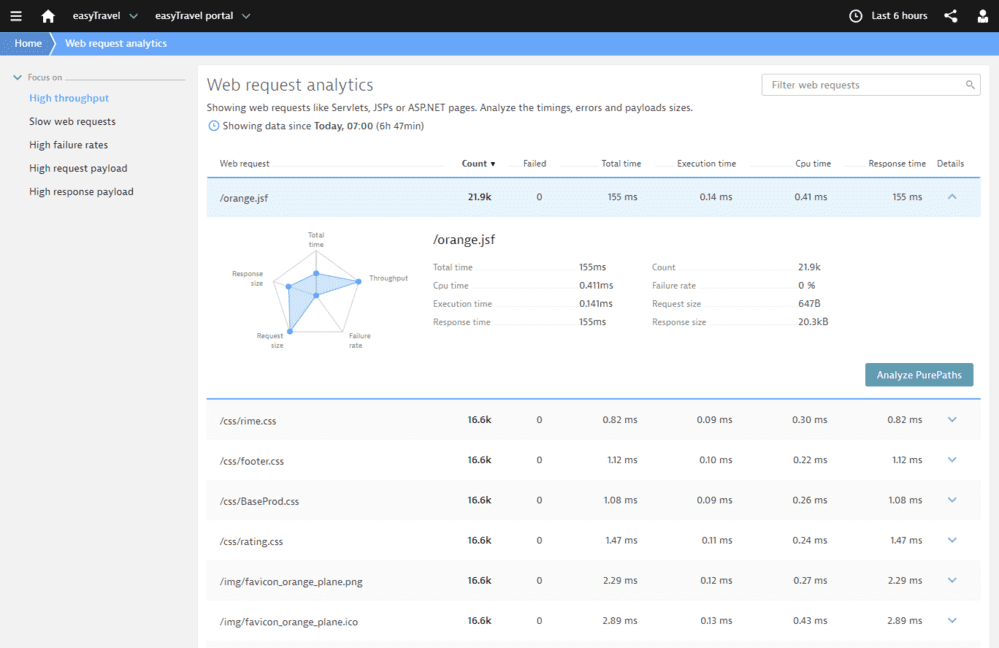 easyTravel easyTravel portal Last 6 hours
Home Web request analytics
Focus on
High throughput
Slow web requests
High failure rates
High request payload
High response payload
Web request analytics
Filter web requests
Showing web requests like Servlets, JSPs or ASP.NET pages. Analyze the timings, errors and payloads sizes.
Showing data since Today, 07:00 (6h 47min)
Web request Count ▼ Failed Total time Execution time Cpu time Response time Details
/orange.jsf 21.9k 0 155 ms 0.14 ms 0.41 ms 155 ms
Total
time
Throughput
Failure
rate
Request
size
Response
size
/orange.jsf
Total time 155ms Count 21.9k
Cpu time 0.411ms Failure rate 0 %
Execution time 0.141ms Request size 647B
Response time 155ms Response size 20.3kB
Analyze PurePaths
/css/rime.css 16.6k 0 0.82 ms 0.09 ms 0.30 ms 0.82 ms
/css/footer.css 16.6k 0 1.12 ms 0.10 ms 0.22 ms 1.12 ms
/css/BaseProd.css 16.6k 0 1.08 ms 0.09 ms 0.26 ms 1.08 ms
/css/rating.css 16.6k 0 1.47 ms 0.11 ms 0.24 ms 1.47 ms
/img/favicon_orange_plane.png 16.6k 0 2.29 ms 0.12 ms 0.27 ms 2.29 ms
/img/favicon_orange_plane.ico 16.6k 0 2.89 ms 0.13 ms 0.43 ms 2.89 ms